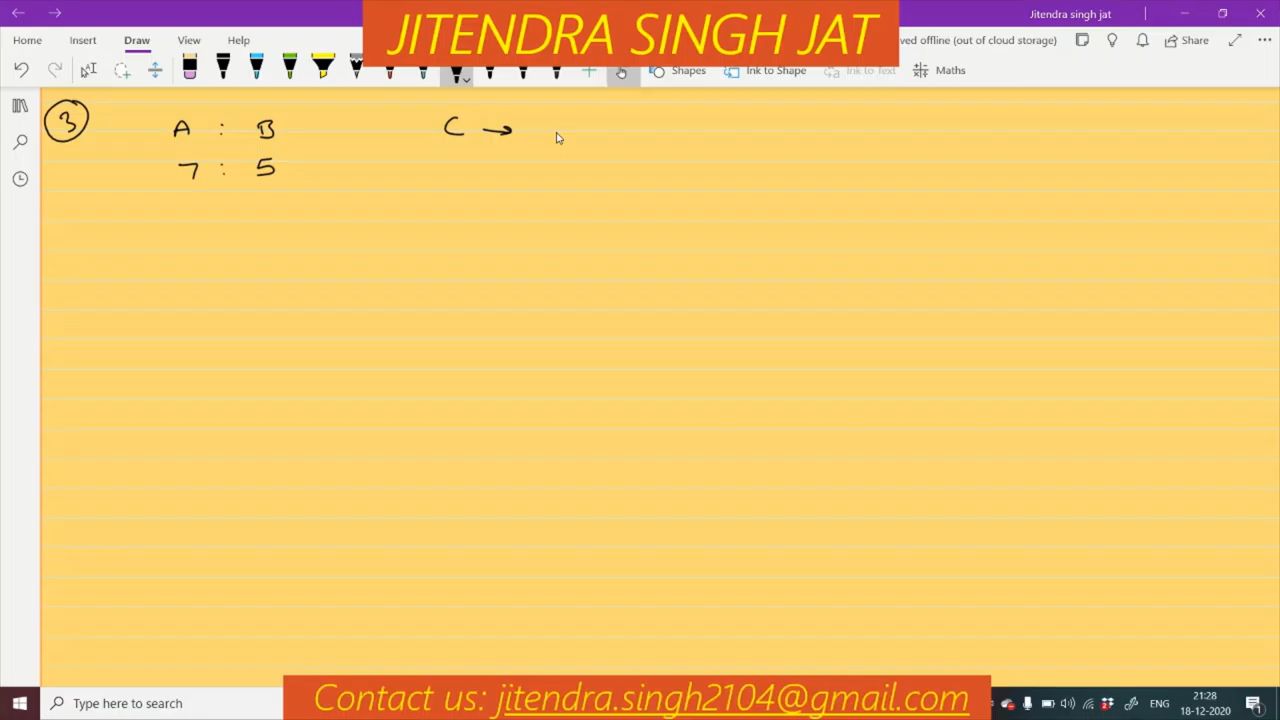 JITENDRA SINGH JAT
Jitendra singh jat
Home Insert Draw View Help
ved offline (out of cloud storage) Share
Shapes Ink to Shape Ink to Text Maths
3 A : B C →
7 : 5
Contact us: jitendra.singh2104@gmail.com
Type here to search
ENG 21:28
18-12-2020
1